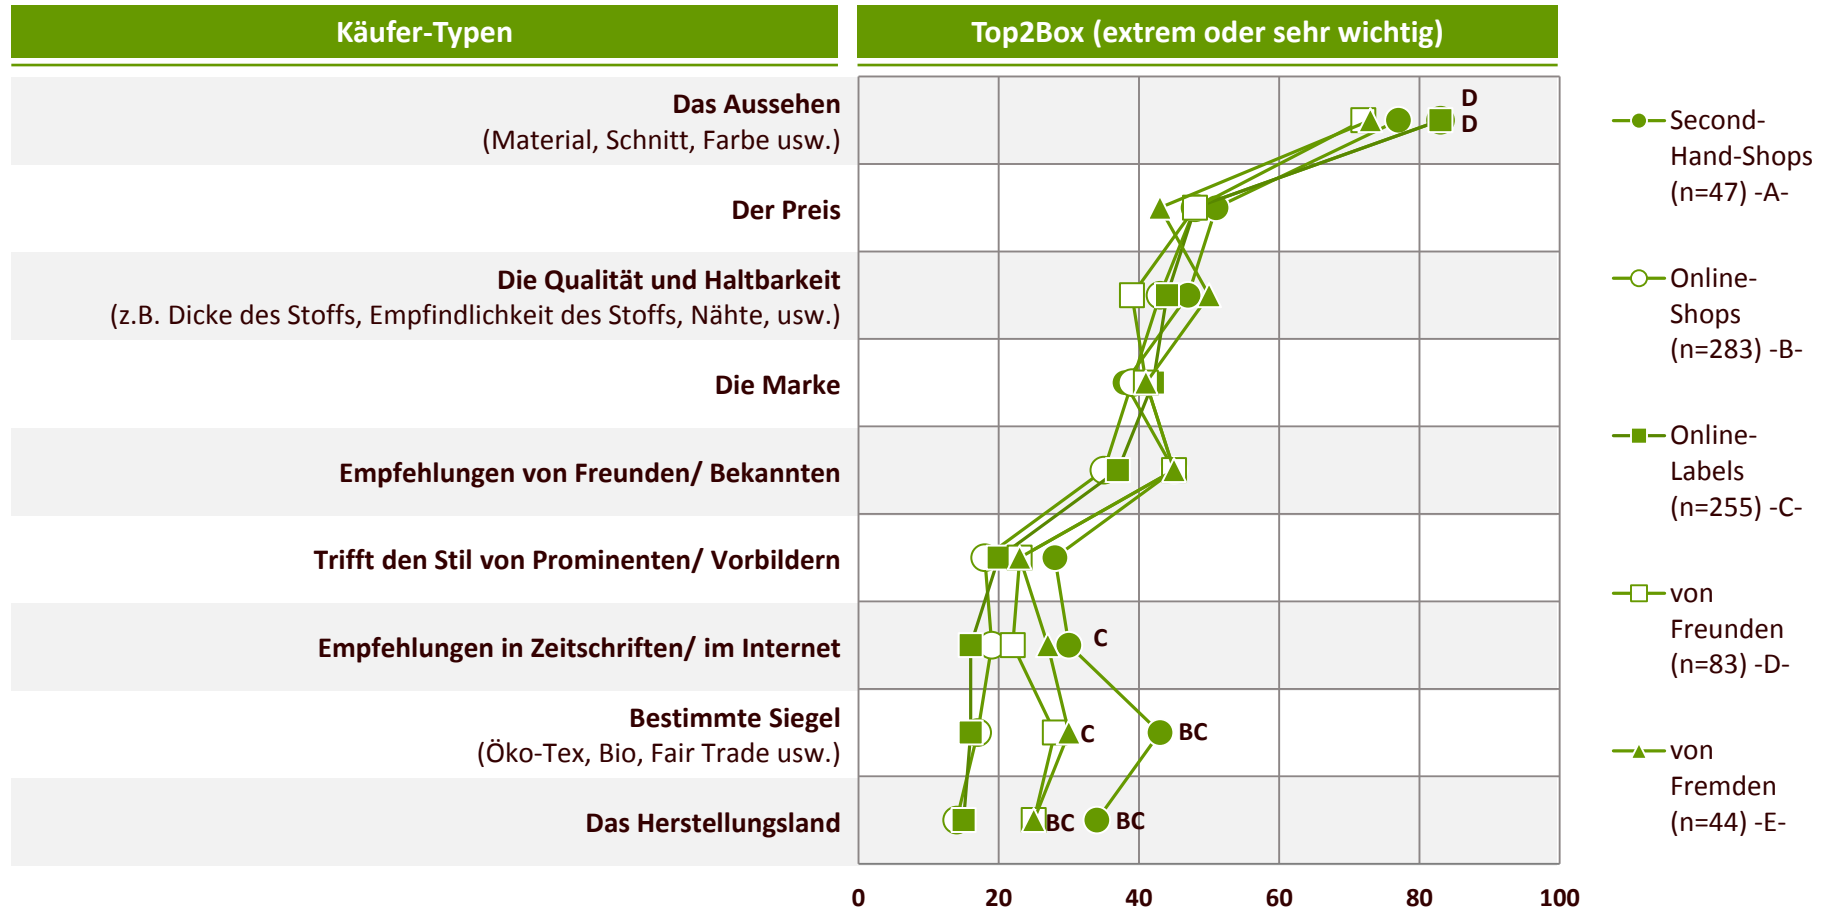 Käufer-Typen
Top2Box (extrem oder sehr wichtig)
Das Aussehen
(Material, Schnitt, Farbe usw.)
D
D
Der Preis
Die Qualität und Haltbarkeit
(z.B. Dicke des Stoffs, Empfindlichkeit des Stoffs, Nähte, usw.)
Die Marke
Empfehlungen von Freunden/ Bekannten
Trifft den Stil von Prominenten/ Vorbildern
Empfehlungen in Zeitschriften/ im Internet
C
Bestimmte Siegel
(Öko-Tex, Bio, Fair Trade usw.)
C
BC
Das Herstellungsland
BC
BC
0 20 40 60 80 100
Second-
Hand-Shops
(n=47) -A-
Online-
Shops
(n=283) -B-
Online-
Labels
(n=255) -C-
von
Freunden
(n=83) -D-
von
Fremden
(n=44) -E-